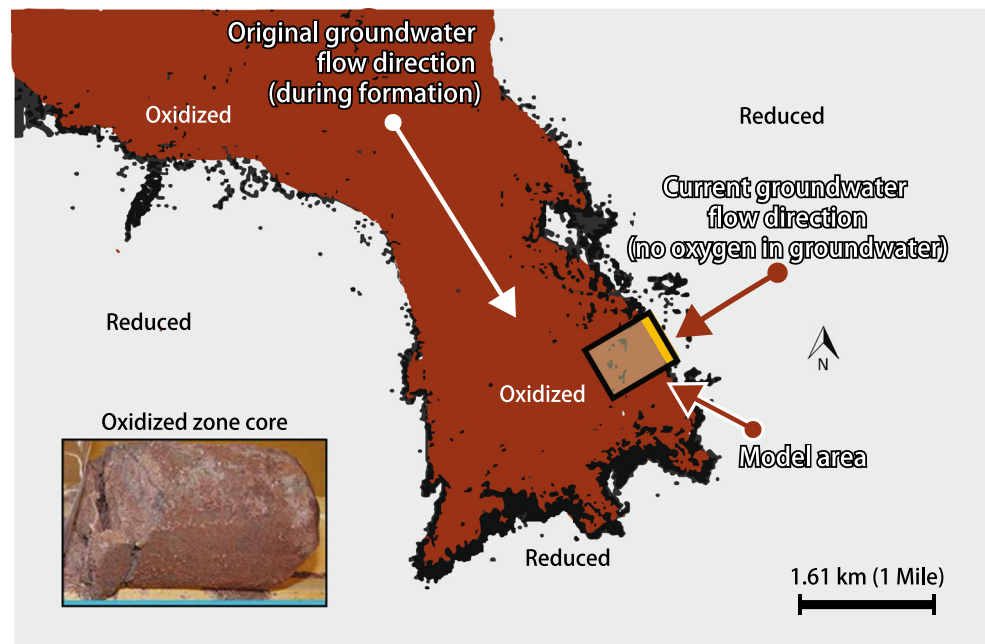 Original groundwater
flow direction
(during formation)
Oxidized
Reduced
Current groundwater
flow direction
(no oxygen in groundwater)
Reduced
N
Oxidized
Oxidized zone core
Model area
Reduced
1.61 km (1 Mile)